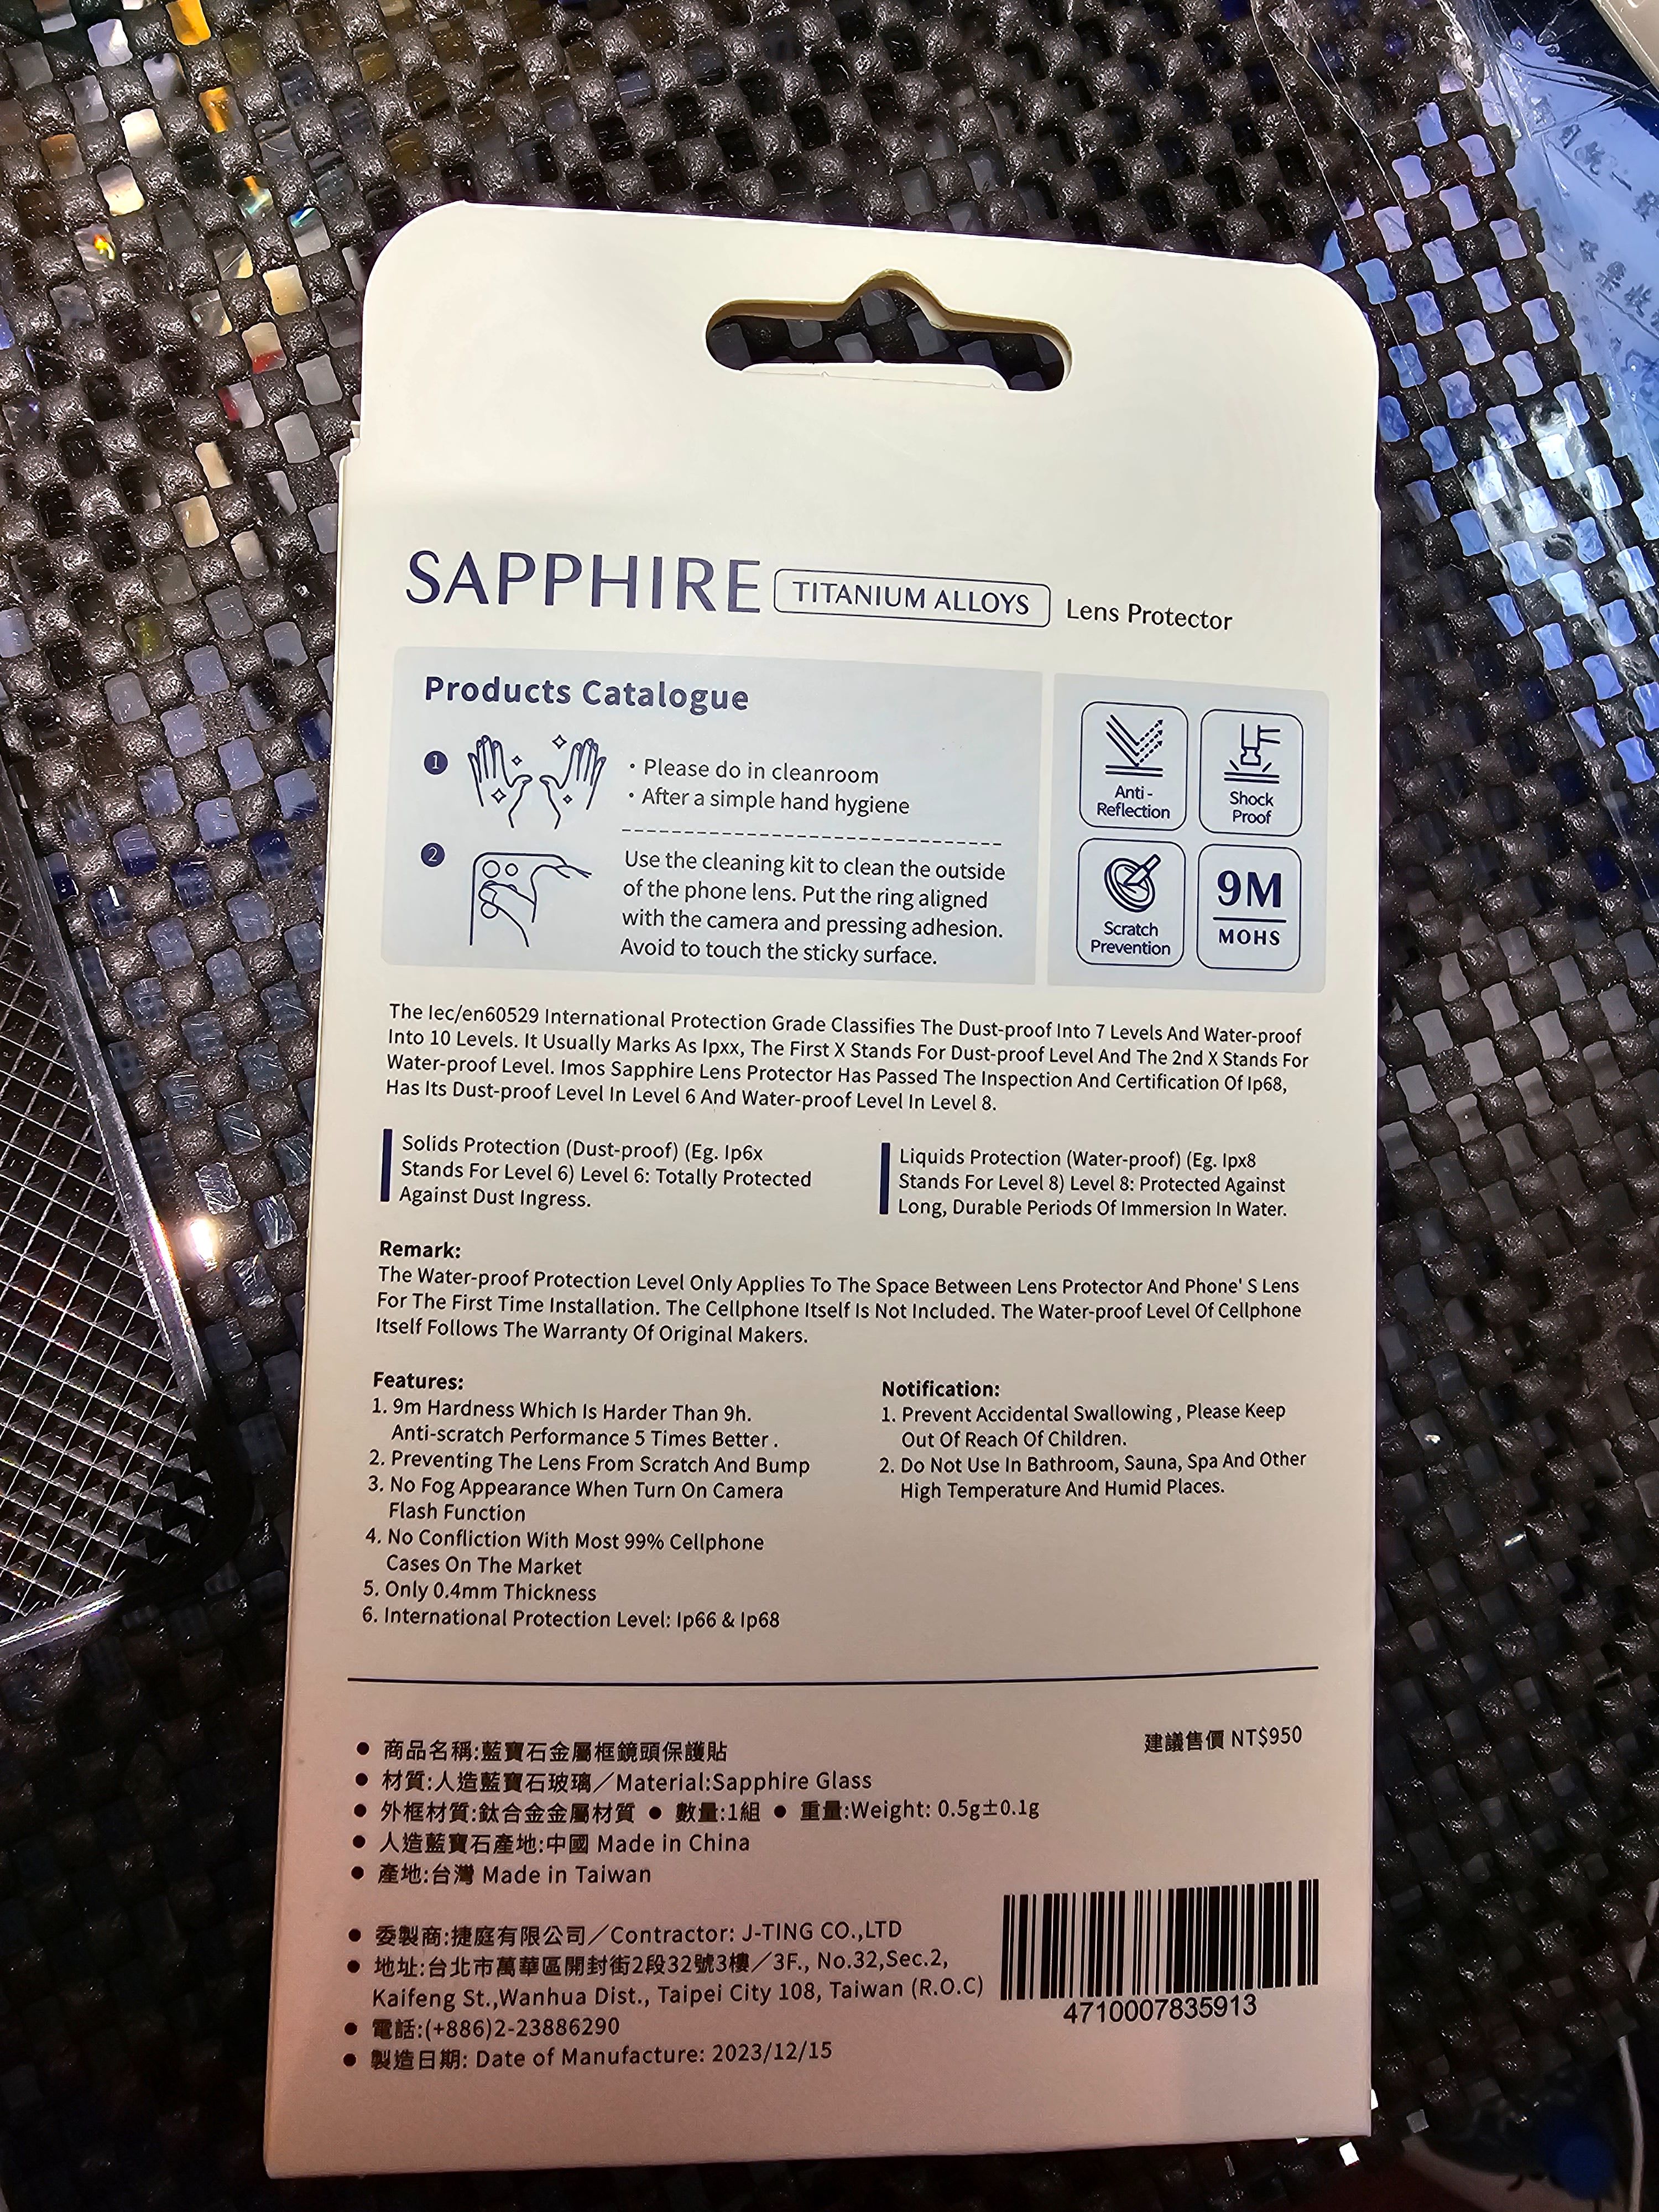 SAPPHIRE TITANIUM ALLOYS Lens Protector
Products Catalogue
1
• Please do in cleanroom
• After a simple hand hygiene
2
Use the cleaning kit to clean the outside
of the phone lens. Put the ring aligned
with the camera and pressing adhesion.
Avoid to touch the sticky surface.
Anti-
Reflection
Shock
Proof
Scratch
Prevention
9M
MOHS
The Iec/en60529 International Protection Grade Classifies The Dust-proof Into 7 Levels And Water-proof
Into 10 Levels. It Usually Marks As Ipxx, The First X Stands For Dust-proof Level And The 2nd X Stands For
Water-proof Level. Imos Sapphire Lens Protector Has Passed The Inspection And Certification Of Ip68,
Has Its Dust-proof Level In Level 6 And Water-proof Level In Level 8.
Solids Protection (Dust-proof) (Eg. Ip6x
Stands For Level 6) Level 6: Totally Protected
Against Dust Ingress.
Liquids Protection (Water-proof) (Eg. Ipx8
Stands For Level 8) Level 8: Protected Against
Long, Durable Periods Of Immersion In Water.
Remark:
The Water-proof Protection Level Only Applies To The Space Between Lens Protector And Phone' S Lens
For The First Time Installation. The Cellphone Itself Is Not Included. The Water-proof Level Of Cellphone
Itself Follows The Warranty Of Original Makers.
Features:
1. 9m Hardness Which Is Harder Than 9h.
Anti-scratch Performance 5 Times Better .
2. Preventing The Lens From Scratch And Bump
3. No Fog Appearance When Turn On Camera
Flash Function
4. No Confliction With Most 99% Cellphone
Cases On The Market
5. Only 0.4mm Thickness
6. International Protection Level: Ip66 & Ip68
Notification:
1. Prevent Accidental Swallowing , Please Keep
Out Of Reach Of Children.
2. Do Not Use In Bathroom, Sauna, Spa And Other
High Temperature And Humid Places.
建議售價 NT$950
● 商品名稱:藍寶石金屬框鏡頭保護貼
● 材質:人造藍寶石玻璃／Material:Sapphire Glass
● 外框材質:鈦合金金屬材質 ● 數量:1組 ● 重量:Weight: 0.5g±0.1g
● 人造藍寶石產地:中國 Made in China
● 產地:台灣 Made in Taiwan
● 委製商:捷庭有限公司／Contractor: J-TING CO.,LTD
● 地址:台北市萬華區開封街2段32號3樓／3F., No.32,Sec.2,
Kaifeng St.,Wanhua Dist., Taipei City 108, Taiwan (R.O.C)
● 電話:(+886)2-23886290
● 製造日期: Date of Manufacture: 2023/12/15
4710007835913